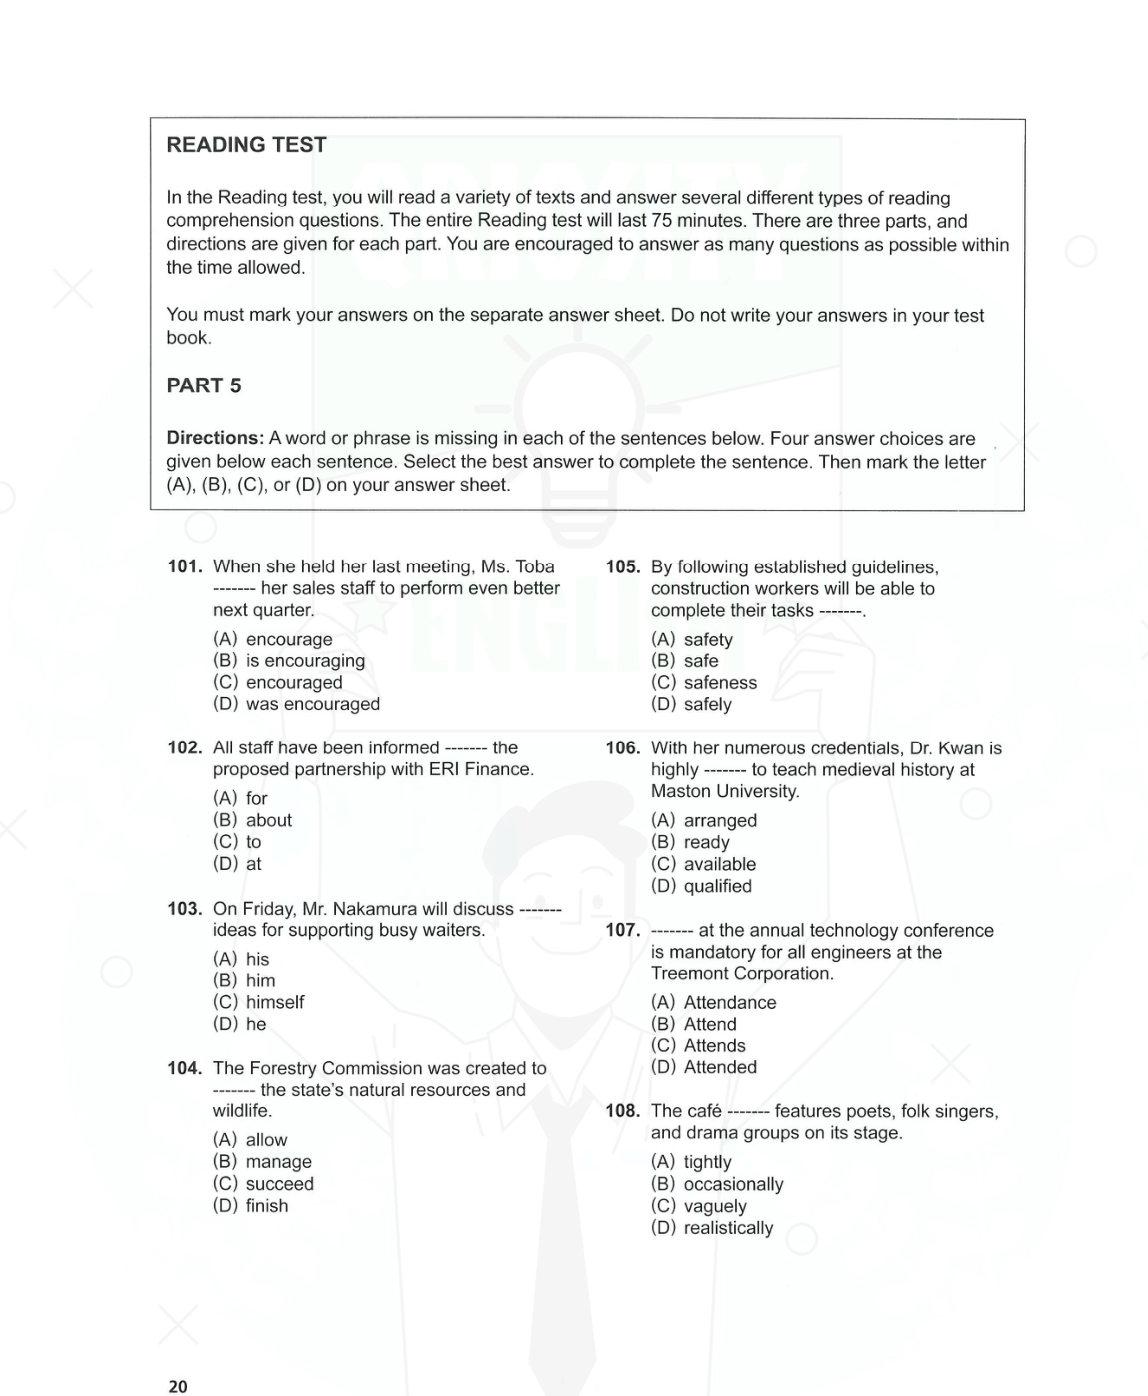 READING TEST
In the Reading test, you will read a variety of texts and answer several different types of reading
comprehension questions. The entire Reading test will last 75 minutes. There are three parts, and
directions are given for each part. You are encouraged to answer as many questions as possible within
the time allowed.
You must mark your answers on the separate answer sheet. Do not write your answers in your test
book.
PART 5
Directions: A word or phrase is missing in each of the sentences below. Four answer choices are
given below each sentence. Select the best answer to complete the sentence. Then mark the letter
(A), (B), (C), or (D) on your answer sheet.
101. When she held her last meeting, Ms. Toba
------- her sales staff to perform even better
next quarter.
(A) encourage
(B) is encouraging
(C) encouraged
(D) was encouraged
102. All staff have been informed ------- the
proposed partnership with ERI Finance.
(A) for
(B) about
(C) to
(D) at
103. On Friday, Mr. Nakamura will discuss -------
ideas for supporting busy waiters.
(A) his
(B) him
(C) himself
(D) he
104. The Forestry Commission was created to
------- the state's natural resources and
wildlife.
(A) allow
(B) manage
(C) succeed
(D) finish
105. By following established guidelines,
construction workers will be able to
complete their tasks -------.
(A) safety
(B) safe
(C) safeness
(D) safely
106. With her numerous credentials, Dr. Kwan is
highly ------- to teach medieval history at
Maston University.
(A) arranged
(B) ready
(C) available
(D) qualified
107. ------- at the annual technology conference
is mandatory for all engineers at the
Treemont Corporation.
(A) Attendance
(B) Attend
(C) Attends
(D) Attended
108. The café ------- features poets, folk singers,
and drama groups on its stage.
(A) tightly
(B) occasionally
(C) vaguely
(D) realistically
20